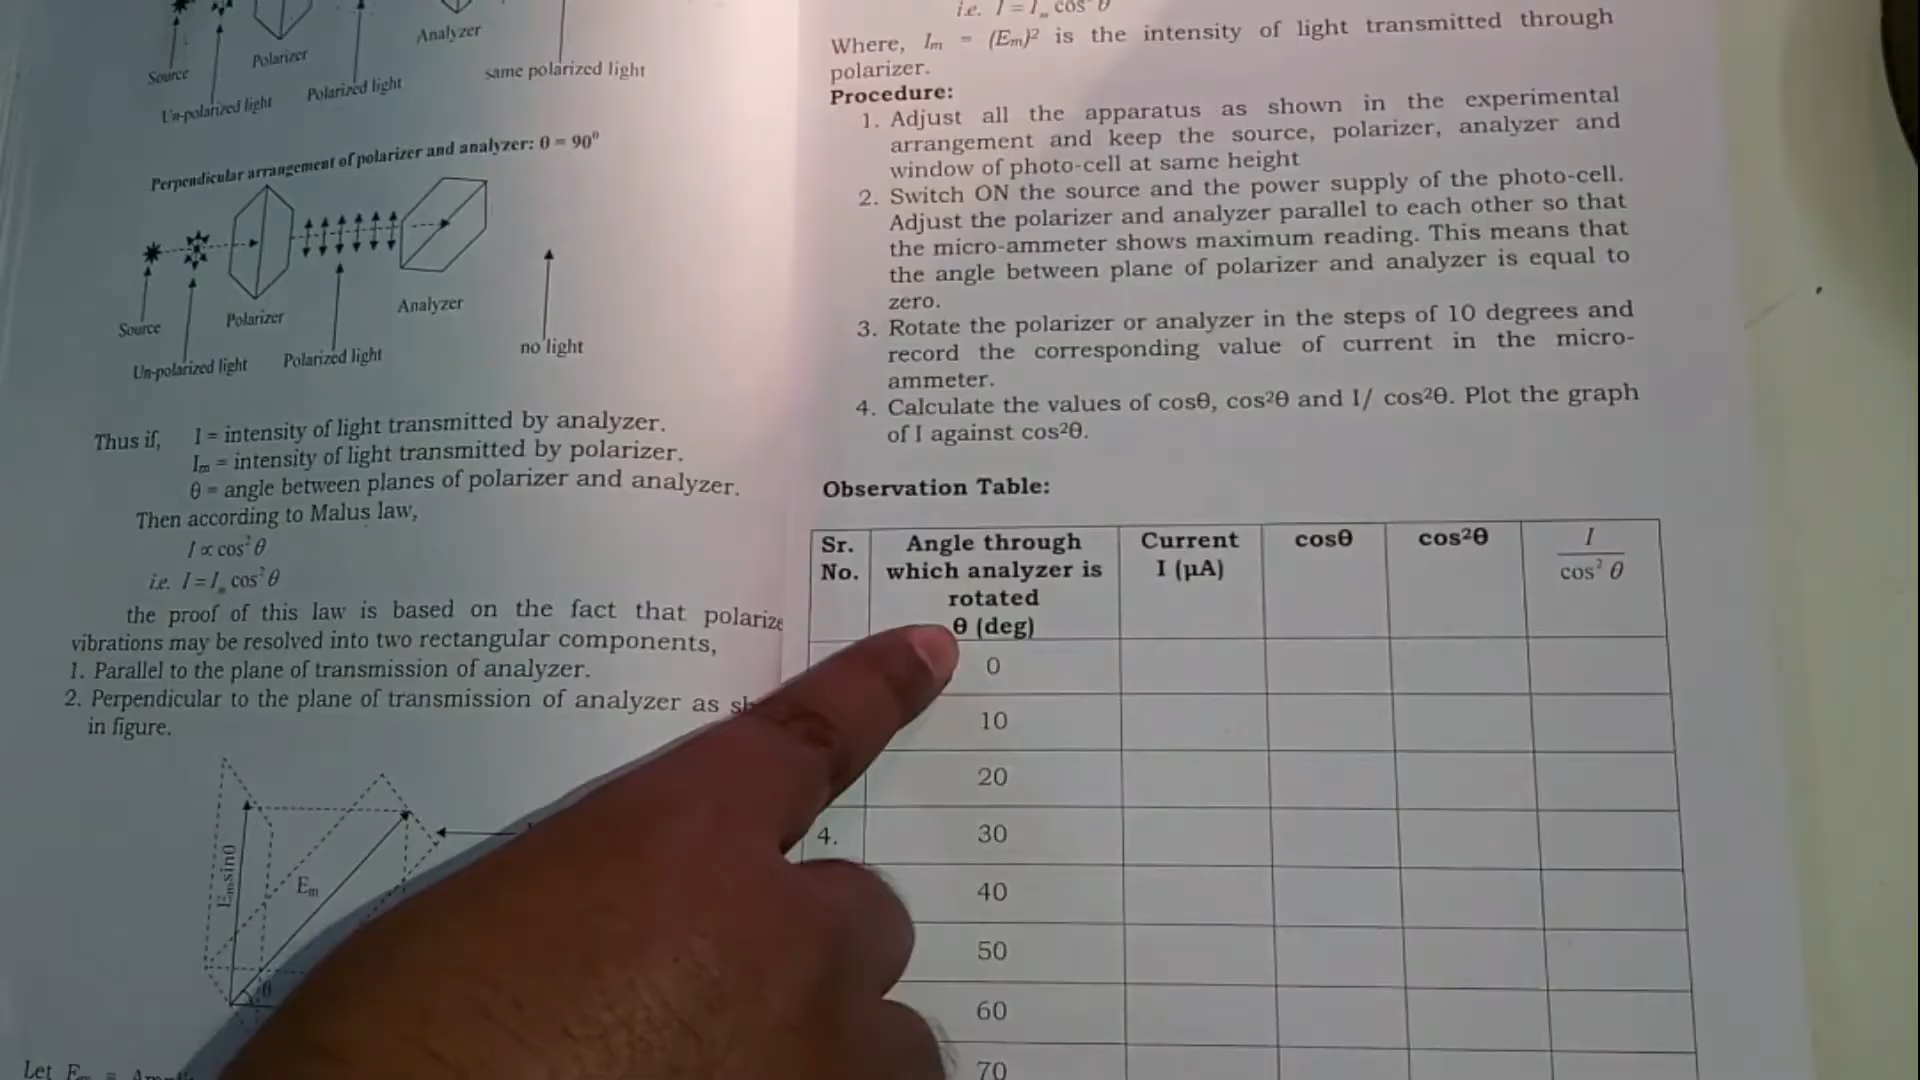 Source
Un-polarized light
Polarizer
Polarized light
Analyzer
same polarized light
Perpendicular arrangement of polarizer and analyzer: θ = 90⁰
Source
Un-polarized light
Polarizer
Polarized light
Analyzer
no light
Thus if, I = intensity of light transmitted by analyzer.
Iₘ = intensity of light transmitted by polarizer.
θ = angle between planes of polarizer and analyzer.
Then according to Malus law,
I ∝ cos² θ
i.e. I = Iₘ cos² θ
the proof of this law is based on the fact that polarize
vibrations may be resolved into two rectangular components,
1. Parallel to the plane of transmission of analyzer.
2. Perpendicular to the plane of transmission of analyzer as
in figure.
Eₘsinθ
Eₘ
θ
Let Eₘ =
i.e. I = Iₘ cos² θ
Where, Iₘ = (Eₘ)² is the intensity of light transmitted through
polarizer.
Procedure:
1. Adjust all the apparatus as shown in the experimental
arrangement and keep the source, polarizer, analyzer and
window of photo-cell at same height
2. Switch ON the source and the power supply of the photo-cell.
Adjust the polarizer and analyzer parallel to each other so that
the micro-ammeter shows maximum reading. This means that
the angle between plane of polarizer and analyzer is equal to
zero.
3. Rotate the polarizer or analyzer in the steps of 10 degrees and
record the corresponding value of current in the micro-
ammeter.
4. Calculate the values of cosθ, cos²θ and I/ cos²θ. Plot the graph
of I against cos²θ.
Observation Table:
Sr. No. Angle through which analyzer is rotated θ (deg) Current I (µA) cosθ cos²θ I / cos² θ
0
10
20
4. 30
40
50
60
70